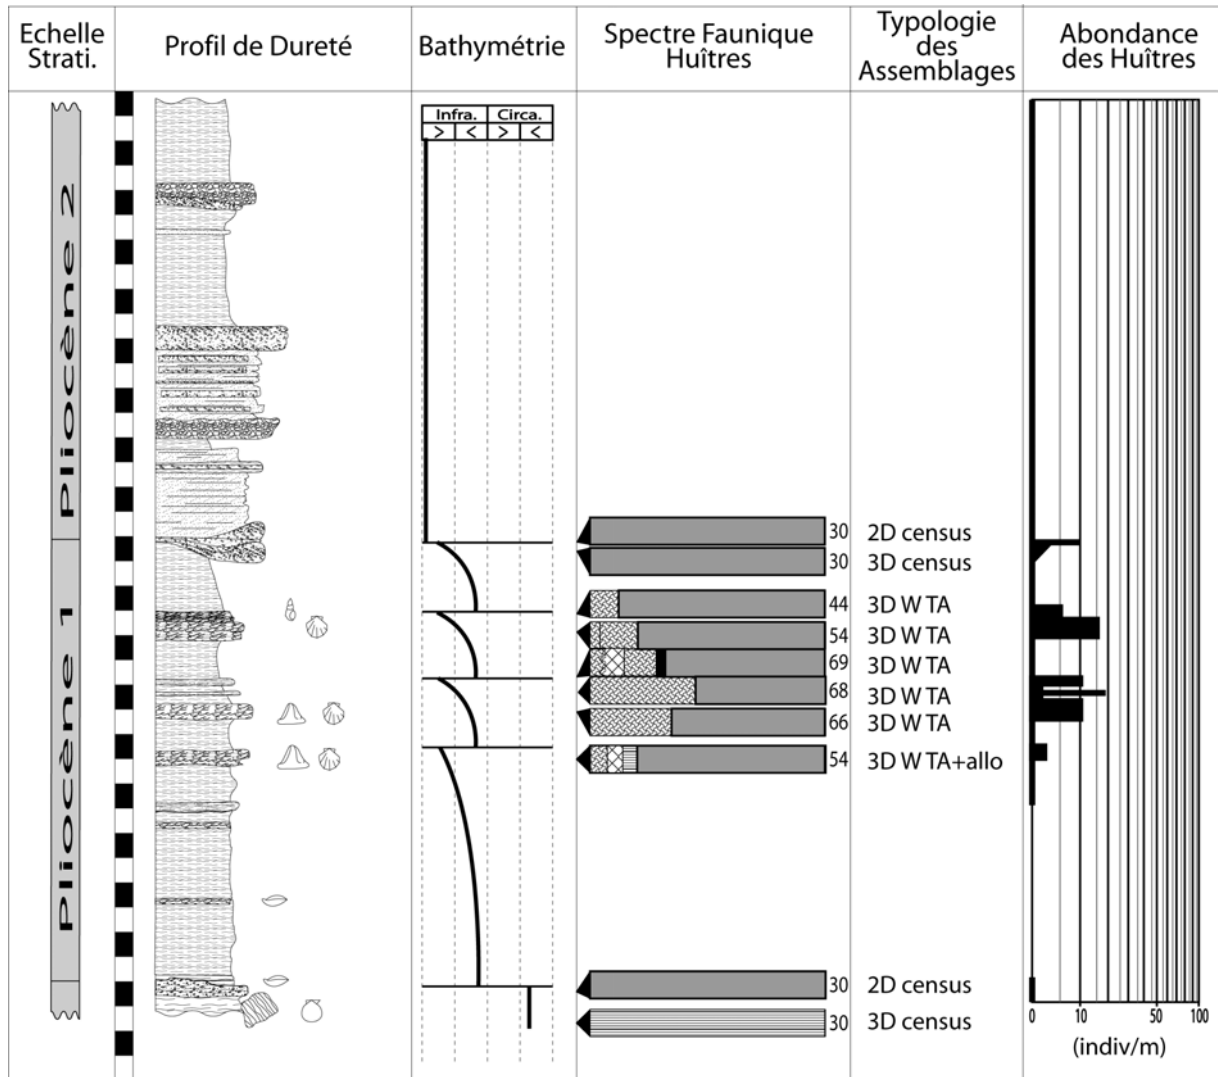 Echelle
Strati.
Profil de Dureté
Bathymétrie
Spectre Faunique
Huîtres
Typologie
des
Assemblages
Abondance
des Huîtres
Infra. Circa.
> < > <
Pliocène 2
Pliocène 1
30 2D census
30 3D census
44 3D W TA
54 3D W TA
69 3D W TA
68 3D W TA
66 3D W TA
54 3D W TA+allo
30 2D census
30 3D census
0 10 50 100
(indiv/m)